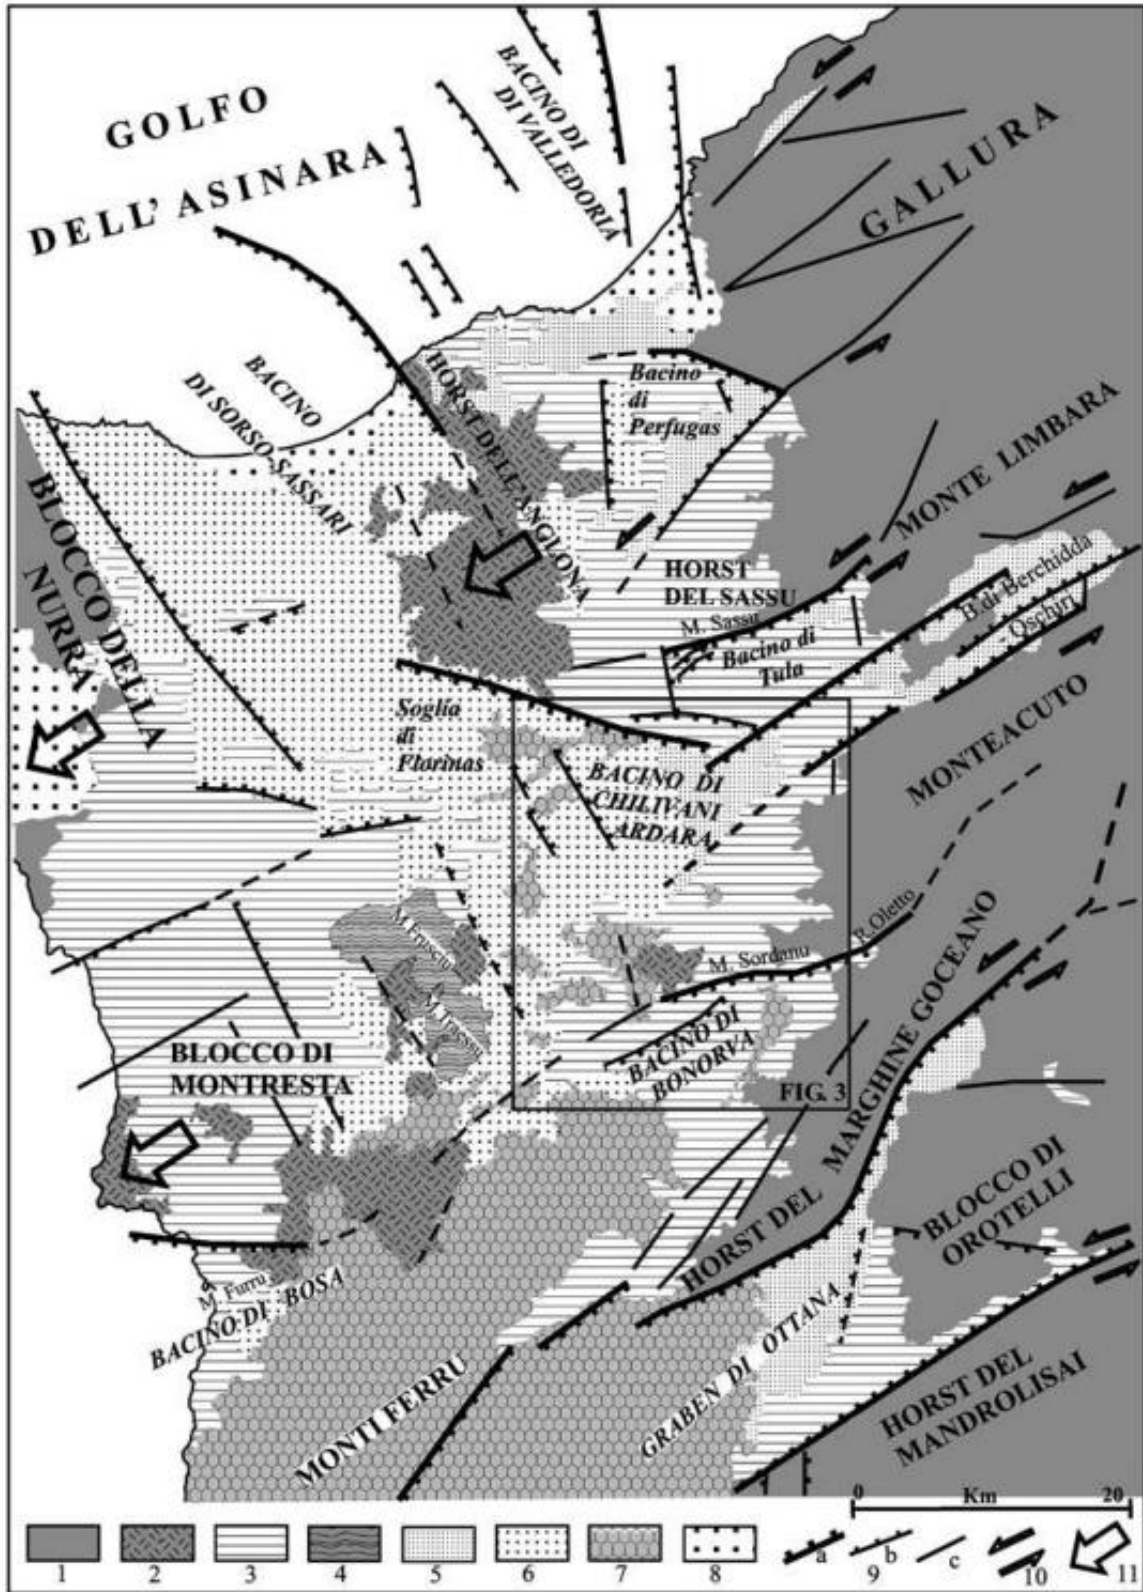 GOLFO
DELL' ASINARA
BACINO DI
DI VALLEDORIA
GALLURA
BACINO
DI SORSO-SASSARI
HORST DELL'ANGLONA
Bacino
di
Perfugas
BLOCCO DELLA
NURRA
MONTE LIMBARA
HORST
DEL SASSU
M. Sassu
Bacino di
Tula
B. di Berchidda
Oschiri
Soglia
di
Florinas
BACINO DI
CHILIVANI
ARDARA
MONTEACUTO
R.Oletto
M. Sordanu
BACINO DI
BONORVA
FIG. 3
BLOCCO DI
MONTRESTA
HORST DEL MARGHINE GOCEANO
BLOCCO DI
OROTELLI
M. Furru
BACINO DI BOSA
MONTI FERRU
GRABEN DI OTTANA
HORST DEL
MANDROLISAI
0 Km 20
a b c
1 2 3 4 5 6 7 8 9 10 11